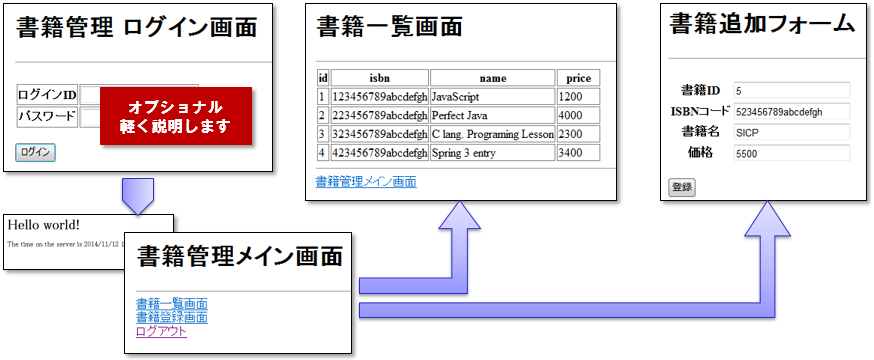 書籍管理 ログイン画面
ログインID
パスワード
オプショナル
軽く説明します
ログイン
Hello world!
The time on the server is 2014/11/12
書籍管理メイン画面
書籍一覧画面
書籍登録画面
ログアウト
書籍一覧画面
id isbn name price
1 123456789abcdefgh JavaScript 1200
2 223456789abcdefgh Perfect Java 4000
3 323456789abcdefgh C lang. Programing Lesson 2300
4 423456789abcdefgh Spring 3 entry 3400
書籍管理メイン画面
書籍追加フォーム
書籍ID 5
ISBNコード 523456789abcdefgh
書籍名 SICP
価格 5500
登録